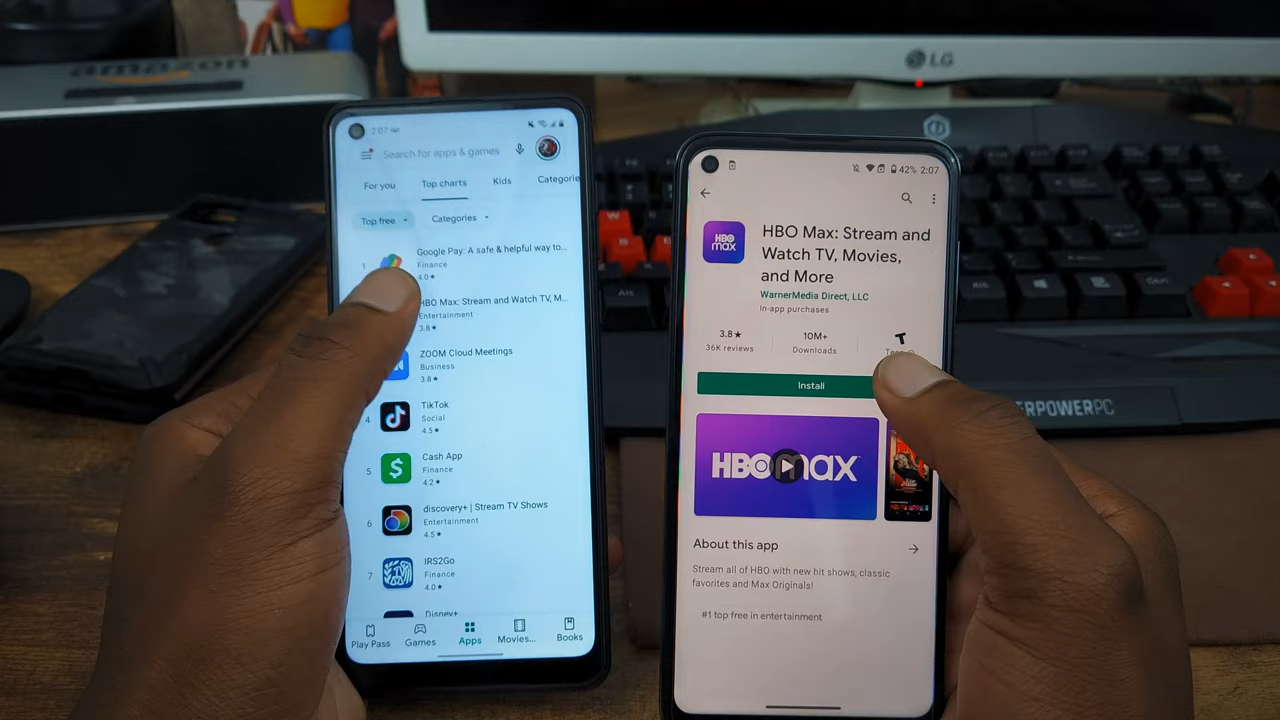 amazon
LG
2:07
Search for apps & games
For you
Top charts
Kids
Categorie
Top free
Categories
1
Google Pay: A safe & helpful way to...
Finance
4.0★
HBO Max: Stream and Watch TV, M...
Entertainment
3.8★
ZOOM Cloud Meetings
Business
3.8★
4
TikTok
Social
4.5★
5
Cash App
Finance
4.2★
6
discovery+ | Stream TV Shows
Entertainment
4.5★
7
IRS2Go
Finance
4.0★
Disney+
Play Pass
Games
Apps
Movies...
Books
42% 2:07
HBO
max
HBO Max: Stream and
Watch TV, Movies,
and More
WarnerMedia Direct, LLC
In-app purchases
3.8★
36K reviews
10M+
Downloads
T
Install
HBO max
About this app
Stream all of HBO with new hit shows, classic
favorites and Max Originals!
#1 top free in entertainment
W
Alt
Alt
Ctrl
ERPOWERPC